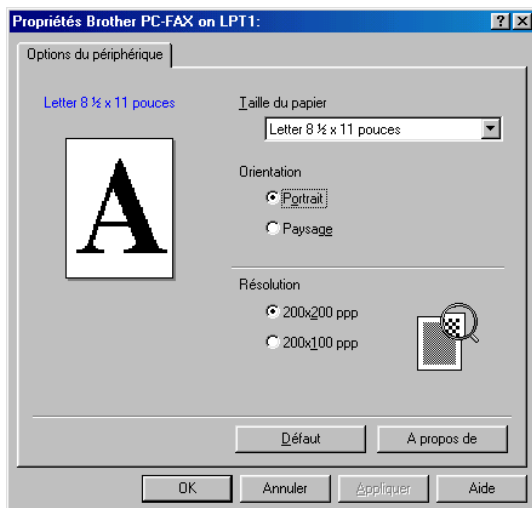 Propriétés Brother PC-FAX on LPT1:
Options du périphérique
Letter 8 ½ x 11 pouces
A
Taille du papier
Letter 8 ½ x 11 pouces
Orientation
Portrait
Paysage
Résolution
200x200 ppp
200x100 ppp
Défaut A propos de
OK Annuler Appliquer Aide